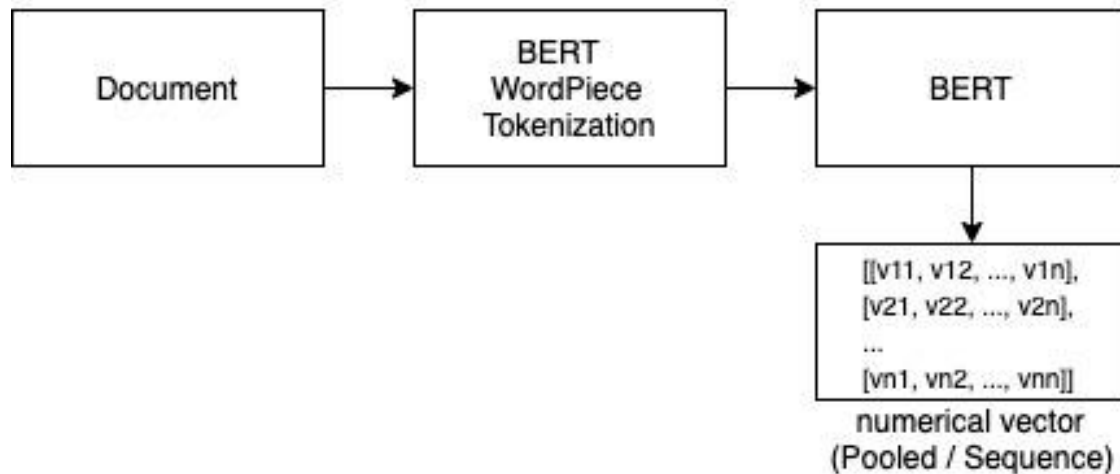 Document
BERT
WordPiece
Tokenization
BERT
[[v11, v12, ..., v1n],
[v21, v22, ..., v2n],
...
[vn1, vn2, ..., vnn]]
numerical vector
(Pooled / Sequence)